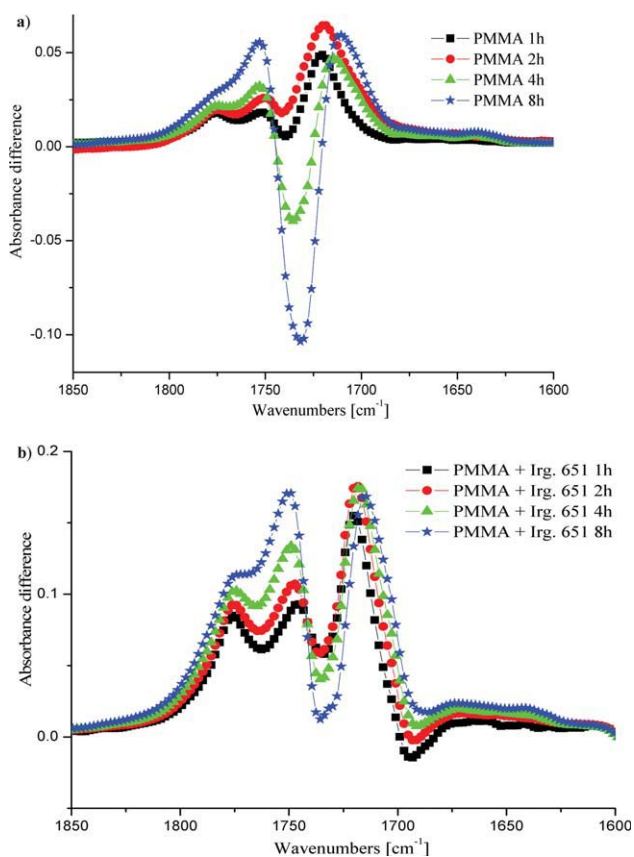 a)
PMMA 1h
PMMA 2h
PMMA 4h
PMMA 8h
0.05
0.00
-0.05
-0.10
Absorbance difference
1850 1800 1750 1700 1650 1600
Wavenumbers [cm-1]
b)
PMMA + Irg. 651 1h
PMMA + Irg. 651 2h
PMMA + Irg. 651 4h
PMMA + Irg. 651 8h
0.2
0.1
0.0
Absorbance difference
1850 1800 1750 1700 1650 1600
Wavenumbers [cm-1]